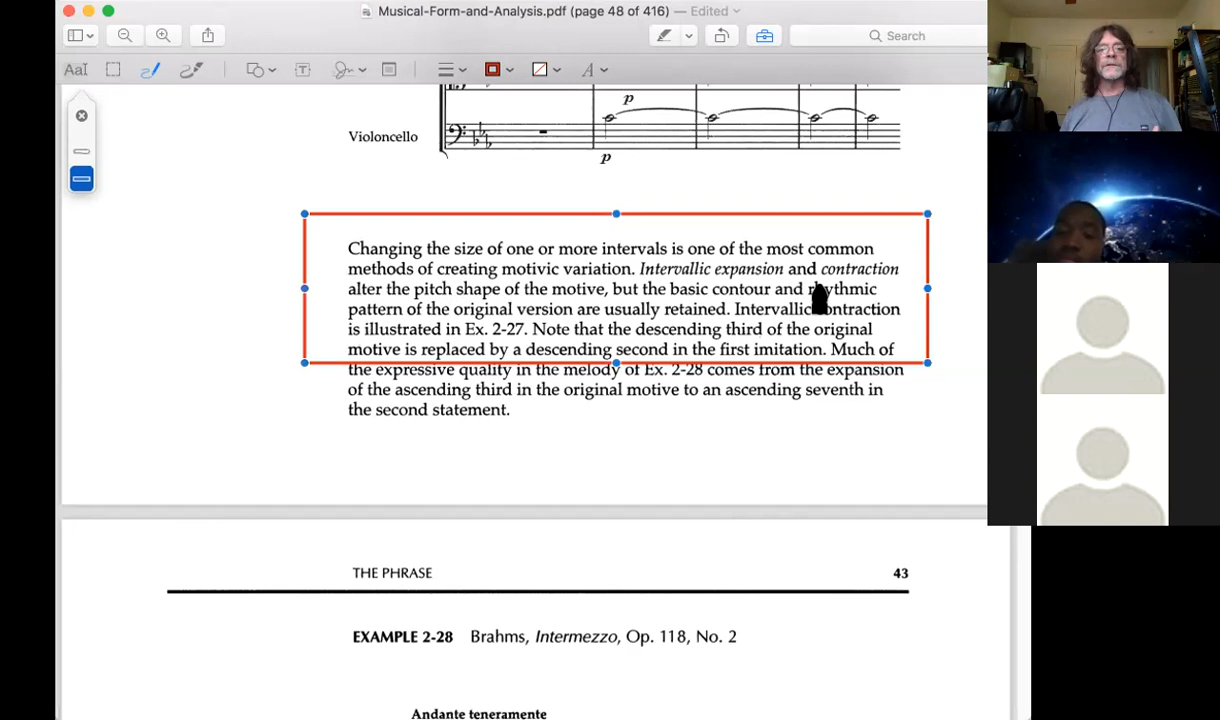 Musical-Form-and-Analysis.pdf (page 48 of 416) — Edited
Search
AaI
T
A
p
Violoncello
p
Changing the size of one or more intervals is one of the most common
methods of creating motivic variation. Intervallic expansion and contraction
alter the pitch shape of the motive, but the basic contour and rhythmic
pattern of the original version are usually retained. Intervallic contraction
is illustrated in Ex. 2-27. Note that the descending third of the original
motive is replaced by a descending second in the first imitation. Much of
the expressive quality in the melody of Ex. 2-28 comes from the expansion
of the ascending third in the original motive to an ascending seventh in
the second statement.
THE PHRASE 43
EXAMPLE 2-28 Brahms, Intermezzo, Op. 118, No. 2
Andante teneramente